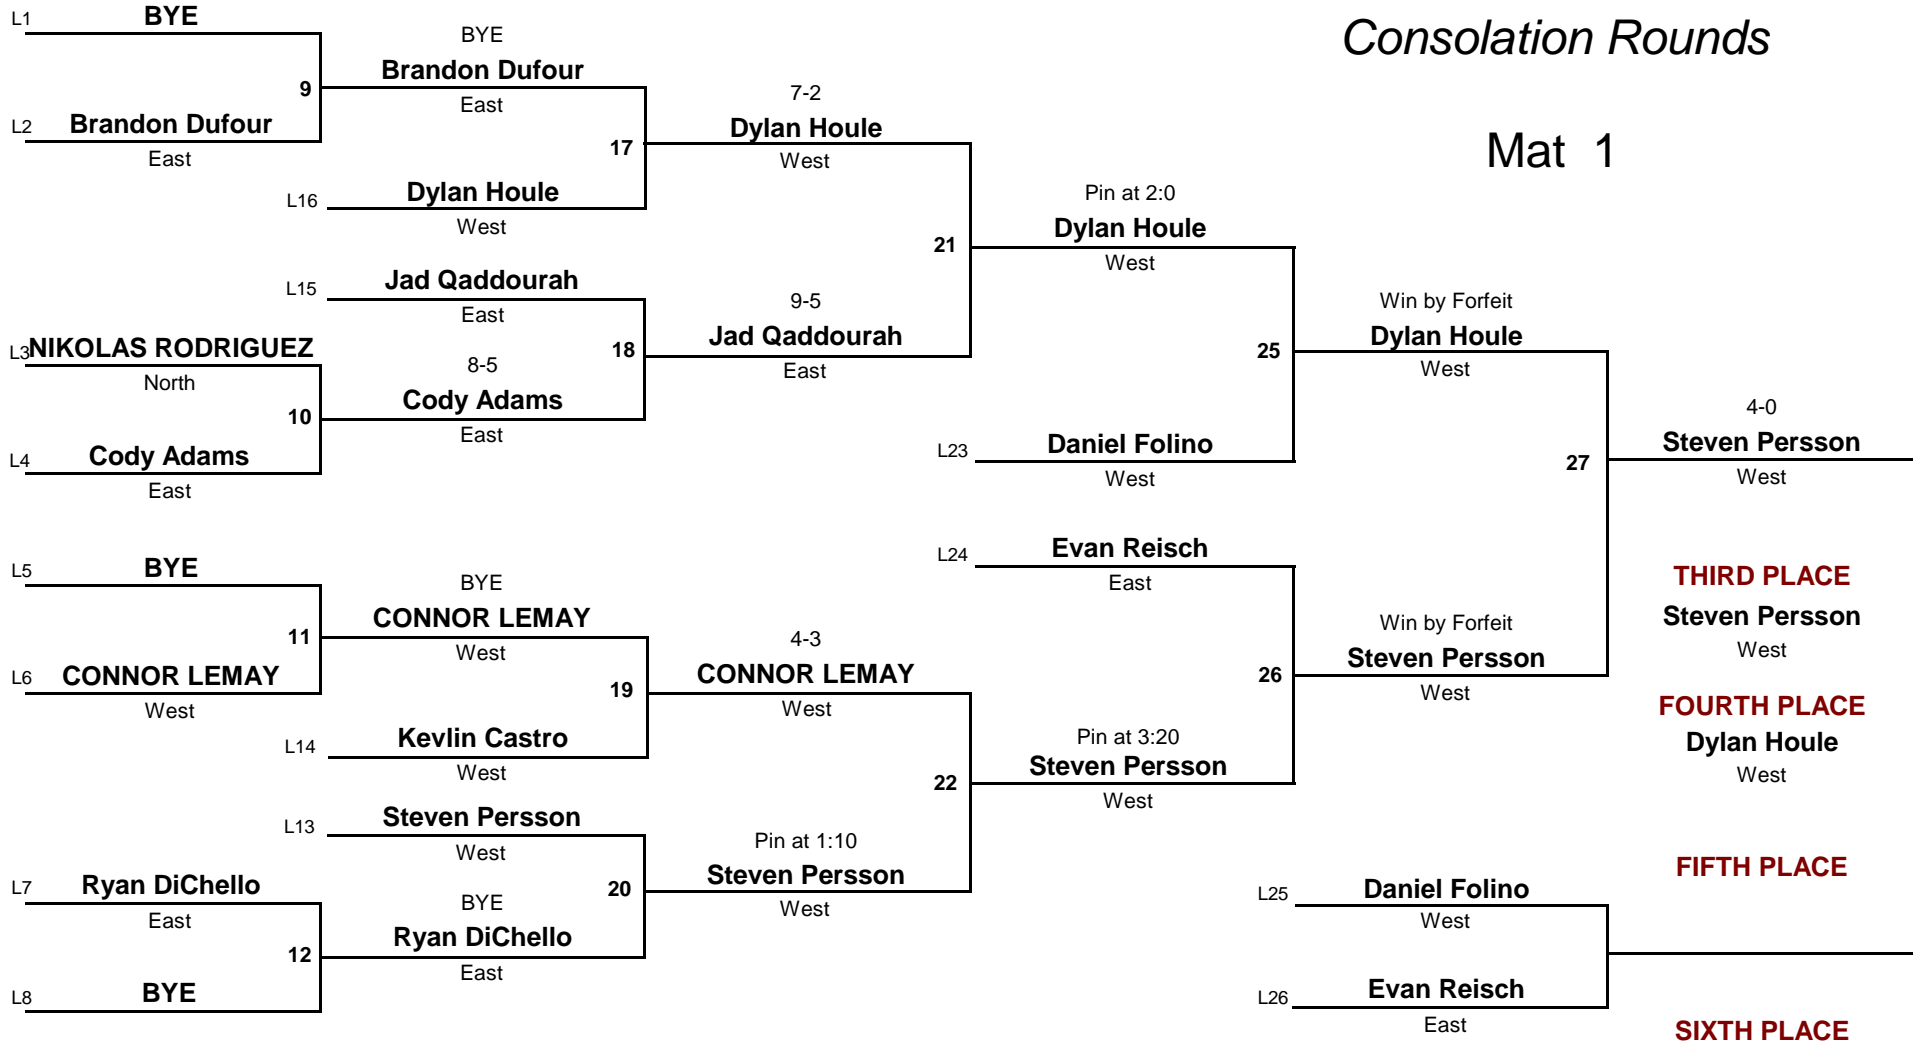 Consolation Rounds
Mat 1
L1 BYE
9
L2 Brandon Dufour
East
BYE
Brandon Dufour
East
17
L16 Dylan Houle
West
7-2
Dylan Houle
West
21
L15 Jad Qaddourah
East
L3 NIKOLAS RODRIGUEZ
North
10
L4 Cody Adams
East
8-5
Cody Adams
East
18
9-5
Jad Qaddourah
East
Pin at 2:0
Dylan Houle
West
25
L23 Daniel Folino
West
Win by Forfeit
Dylan Houle
West
27
4-0
Steven Persson
West
L5 BYE
11
L6 CONNOR LEMAY
West
BYE
CONNOR LEMAY
West
19
L14 Kevlin Castro
West
4-3
CONNOR LEMAY
West
22
L13 Steven Persson
West
L7 Ryan DiChello
East
12
L8 BYE
BYE
Ryan DiChello
East
20
Pin at 1:10
Steven Persson
West
L24 Evan Reisch
East
26
Pin at 3:20
Steven Persson
West
Win by Forfeit
Steven Persson
West
THIRD PLACE
Steven Persson
West
FOURTH PLACE
Dylan Houle
West
FIFTH PLACE
L25 Daniel Folino
West
L26 Evan Reisch
East
SIXTH PLACE